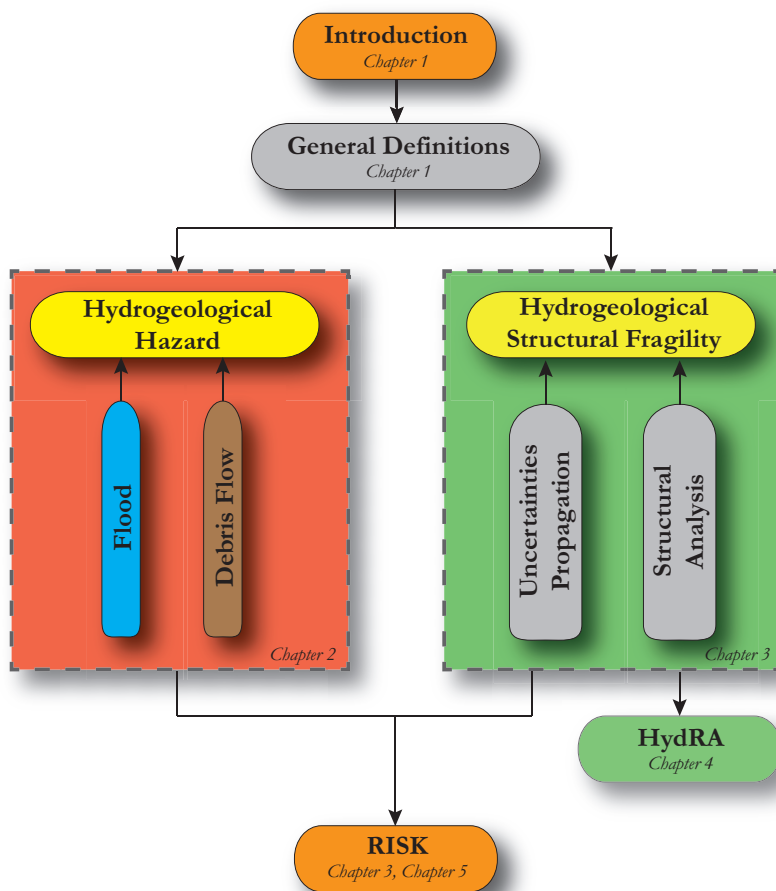 Introduction
Chapter 1
General Definitions
Chapter 1
Hydrogeological
Hazard
Flood
Debris Flow
Chapter 2
Hydrogeological
Structural Fragility
Uncertainties
Propagation
Structural
Analysis
Chapter 3
HydRA
Chapter 4
RISK
Chapter 3, Chapter 5